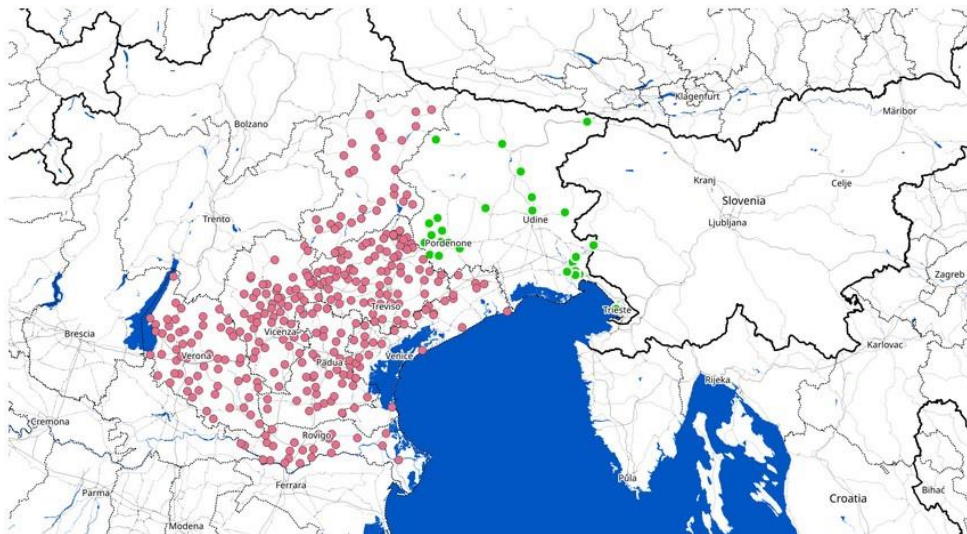 Klagenfurt
Maribor
Bolzano
Kranj
Celje
Slovenia
Trento
Udine
Ljubljana
Pordenone
Zagreb
Treviso
Trieste
Brescia
Vicenza
Karlovac
Verona
Padua
Venice
Rijeka
Cremona
Rovigo
Pula
Ferrara
Parma
Bihać
Croatia
Modena